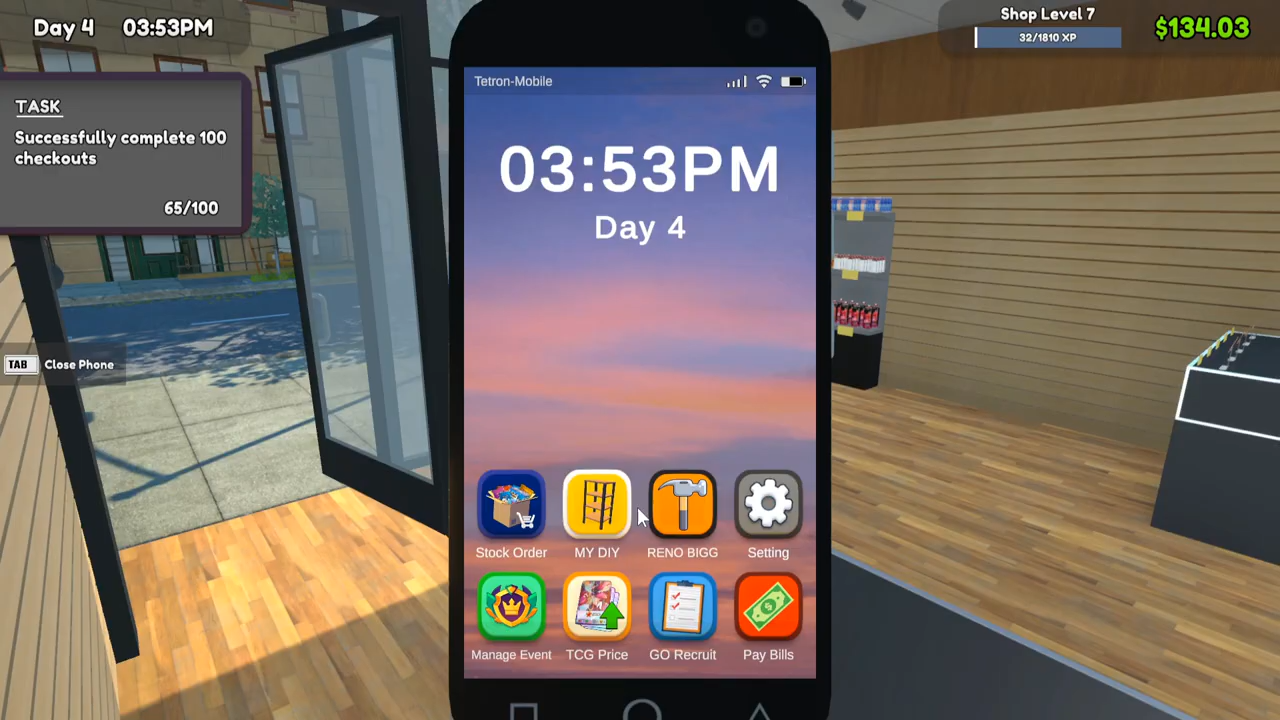 Day 4 03:53PM
Shop Level 7
32/1810 XP
$134.03
TASK
Successfully complete 100
checkouts
65/100
TAB Close Phone
Tetron-Mobile
03:53PM
Day 4
Stock Order MY DIY RENO BIGG Setting
Manage Event TCG Price GO Recruit Pay Bills